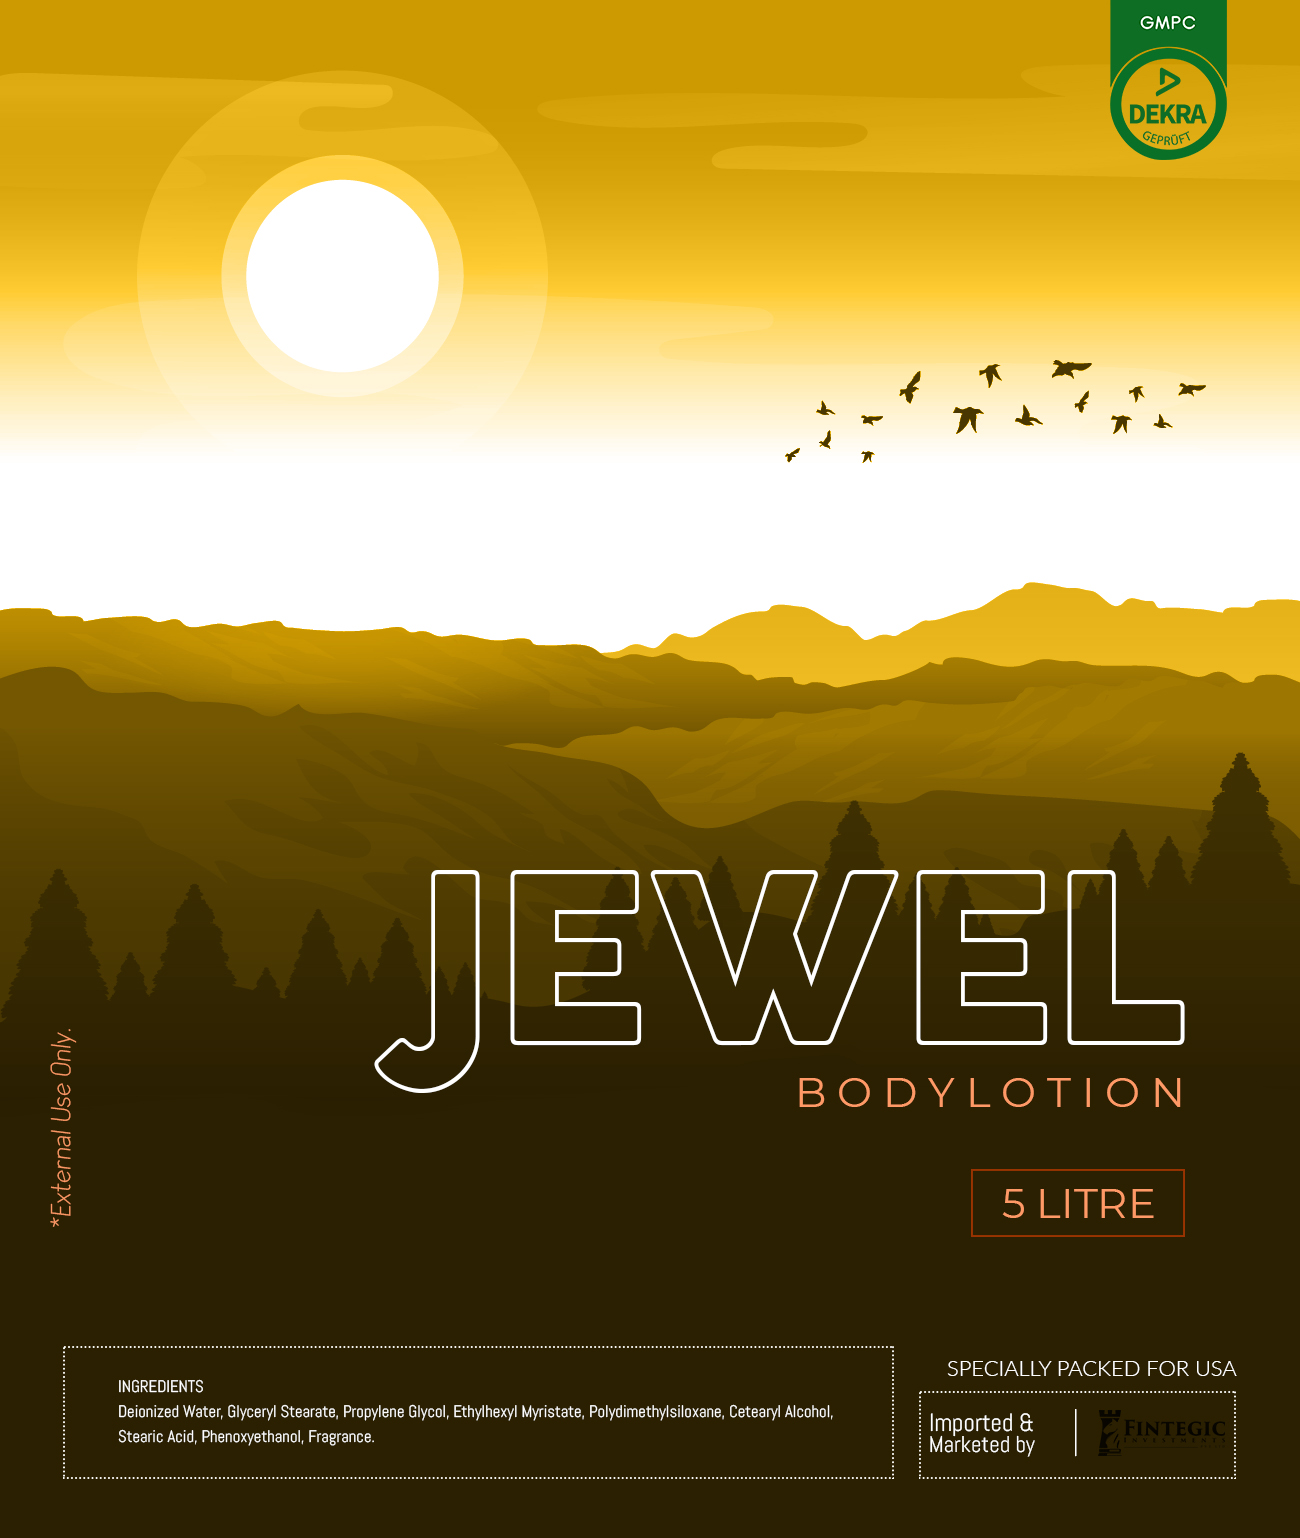 GMPC
DEKRA
GEPRÜFT
JEWEL
BODYLOTION
5 LITRE
*External Use Only.
INGREDIENTS
Deionized Water, Glyceryl Stearate, Propylene Glycol, Ethylhexyl Myristate, Polydimethylsiloxane, Cetearyl Alcohol,
Stearic Acid, Phenoxyethanol, Fragrance.
SPECIALLY PACKED FOR USA
Imported &
Marketed by
FINTEGIC
INVESTMENTS